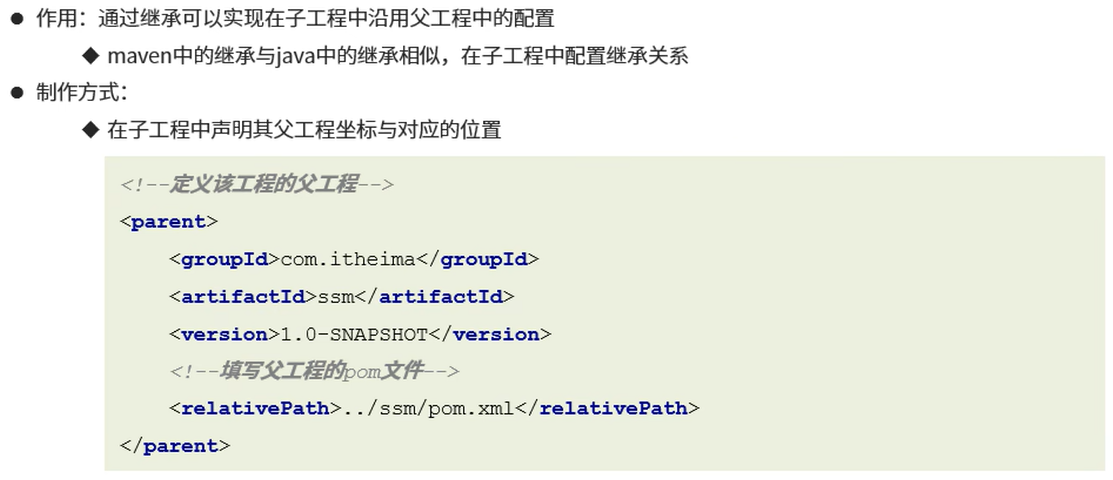 ● 作用：通过继承可以实现在子工程中沿用父工程中的配置
◆ maven中的继承与java中的继承相似，在子工程中配置继承关系
● 制作方式：
◆ 在子工程中声明其父工程坐标与对应的位置
<!--定义该工程的父工程-->
<parent>
    <groupId>com.itheima</groupId>
    <artifactId>ssm</artifactId>
    <version>1.0-SNAPSHOT</version>
    <!--填写父工程的pom文件-->
    <relativePath>../ssm/pom.xml</relativePath>
</parent>